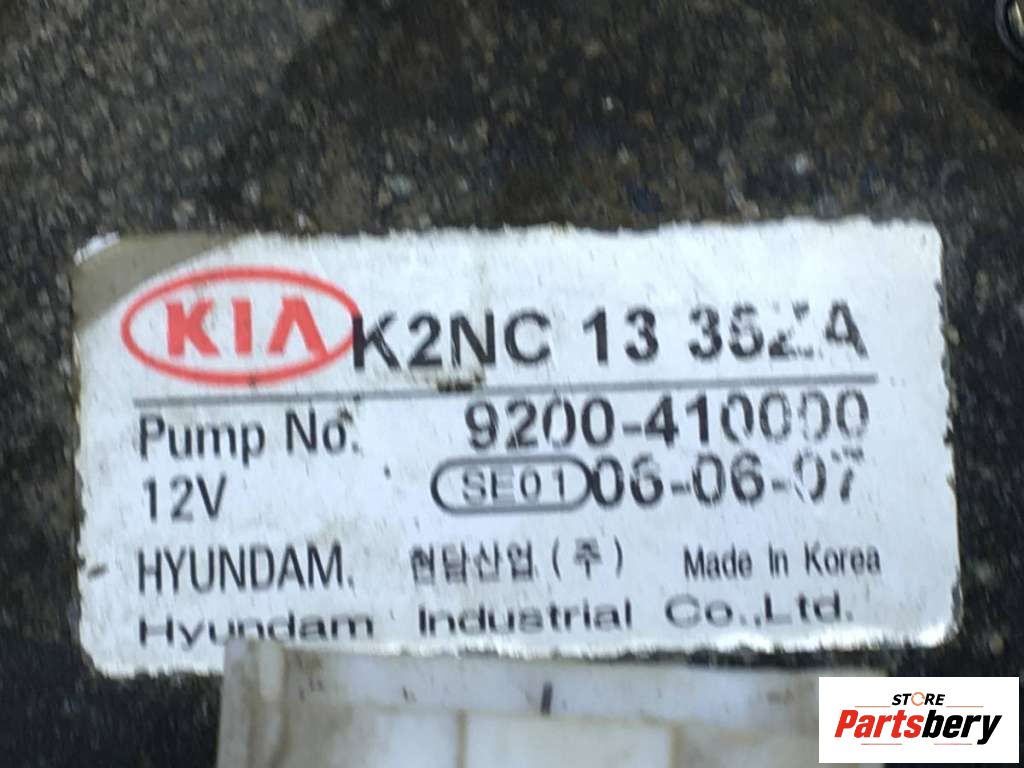 KIA K2NC 13 35ZA
Pump No. 9200-410000
12V SE01 06-06-07
HYUNDAM. 현담산업 (주) Made In Korea
Hyundam Industrial Co.,Ltd.
STORE
Partsbery